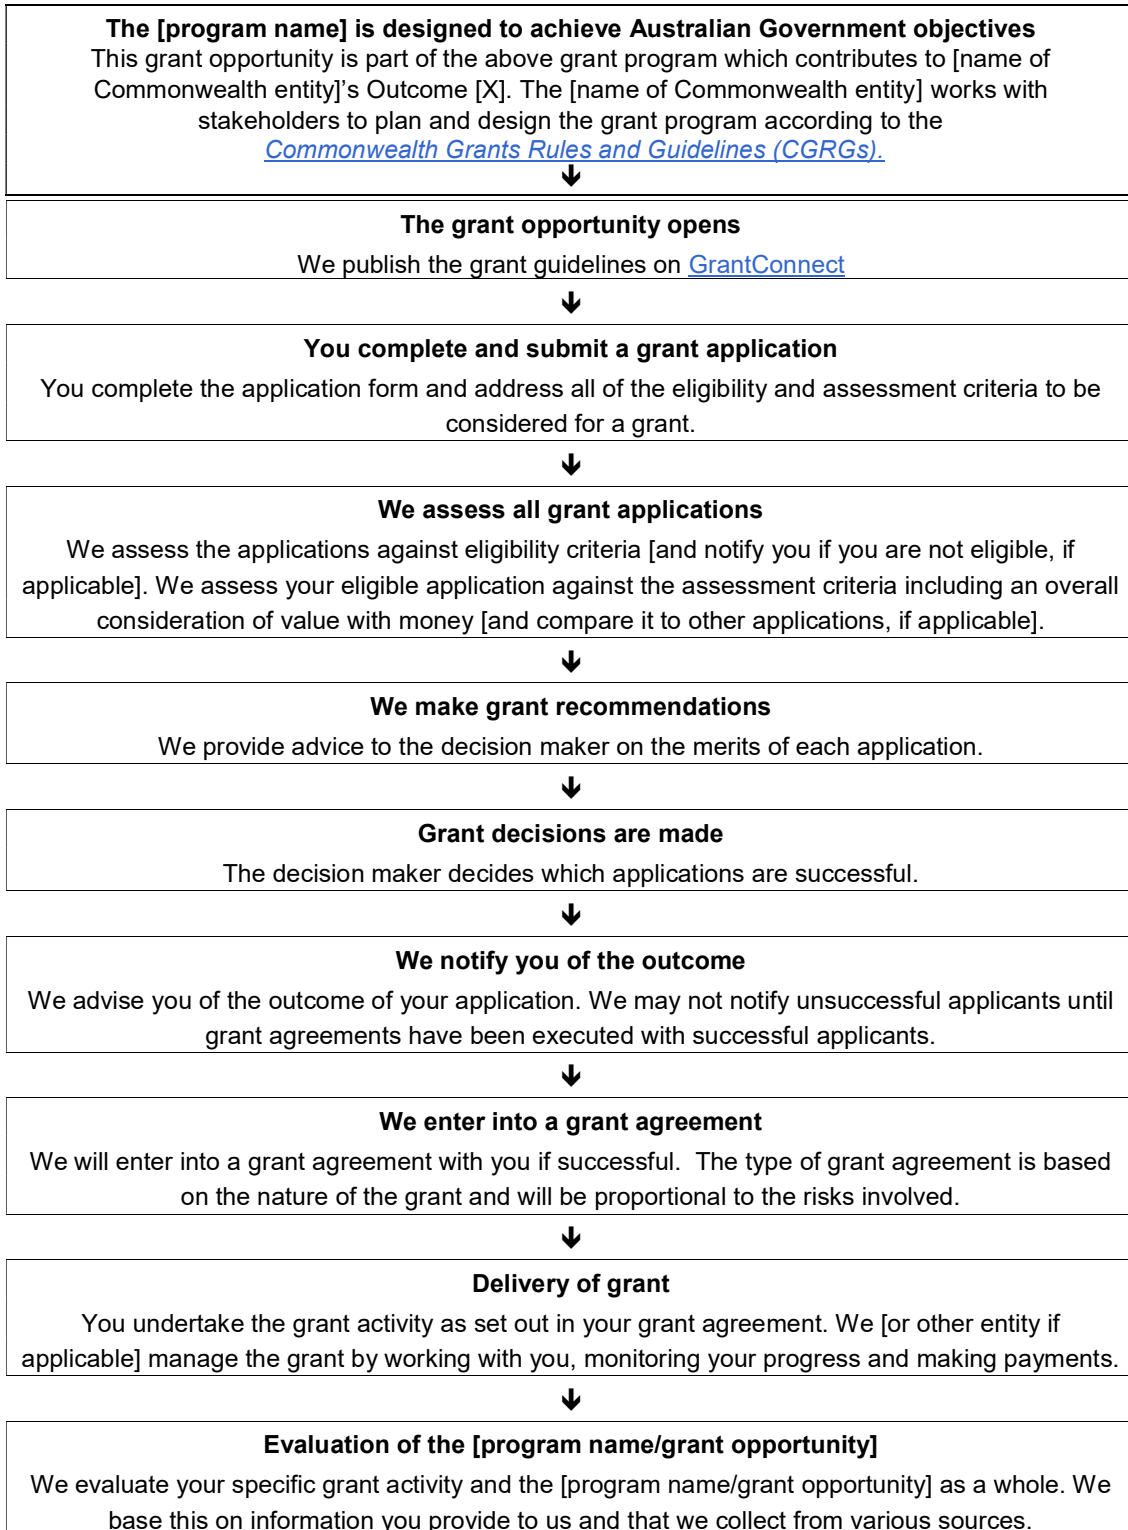 The [program name] is designed to achieve Australian Government objectives
This grant opportunity is part of the above grant program which contributes to [name of
Commonwealth entity]'s Outcome [X]. The [name of Commonwealth entity] works with
stakeholders to plan and design the grant program according to the
Commonwealth Grants Rules and Guidelines (CGRGs).
The grant opportunity opens
We publish the grant guidelines on GrantConnect
You complete and submit a grant application
You complete the application form and address all of the eligibility and assessment criteria to be
considered for a grant.
We assess all grant applications
We assess the applications against eligibility criteria [and notify you if you are not eligible, if
applicable]. We assess your eligible application against the assessment criteria including an overall
consideration of value with money [and compare it to other applications, if applicable].
We make grant recommendations
We provide advice to the decision maker on the merits of each application.
Grant decisions are made
The decision maker decides which applications are successful.
We notify you of the outcome
We advise you of the outcome of your application. We may not notify unsuccessful applicants until
grant agreements have been executed with successful applicants.
We enter into a grant agreement
We will enter into a grant agreement with you if successful.  The type of grant agreement is based
on the nature of the grant and will be proportional to the risks involved.
Delivery of grant
You undertake the grant activity as set out in your grant agreement. We [or other entity if
applicable] manage the grant by working with you, monitoring your progress and making payments.
Evaluation of the [program name/grant opportunity]
We evaluate your specific grant activity and the [program name/grant opportunity] as a whole. We
base this on information you provide to us and that we collect from various sources.